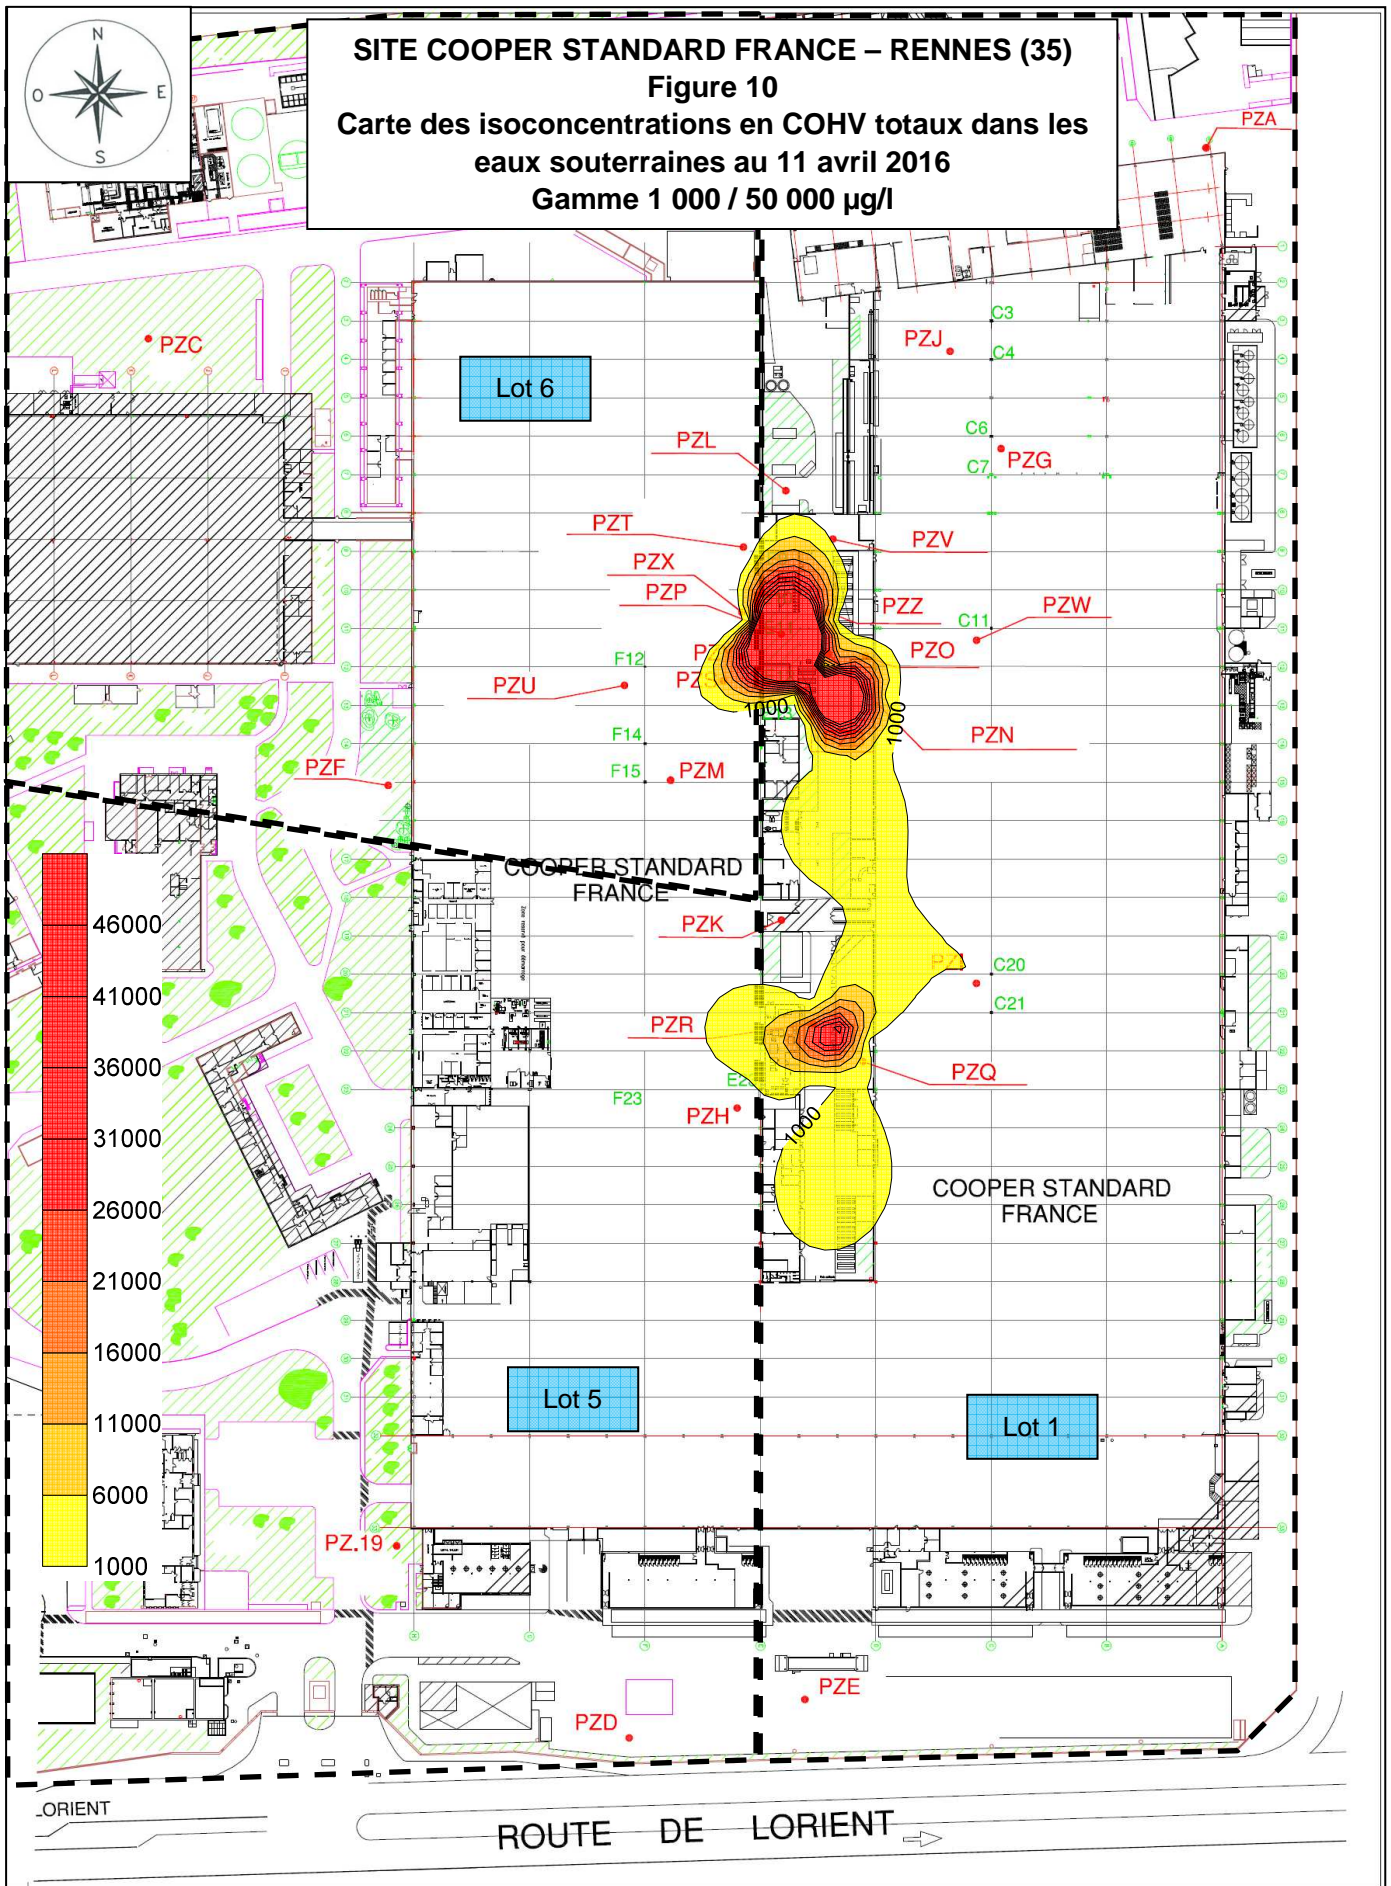 N
O
E
S
SITE COOPER STANDARD FRANCE – RENNES (35)
Figure 10
Carte des isoconcentrations en COHV totaux dans les
eaux souterraines au 11 avril 2016
Gamme 1 000 / 50 000 µg/l
PZA
C3
PZC
PZJ
C4
Lot 6
C6
PZL
PZG
C7
PZT
PZV
PZX
PZP
PZZ
PZW
C11
PZO
F12
PZU
1000
1000
F14
PZN
PZF
F15
PZM
COOPER STANDARD
FRANCE
PZK
C20
C21
PZR
PZQ
F23
PZH
1000
COOPER STANDARD
FRANCE
46000
41000
36000
31000
26000
21000
16000
11000
6000
1000
Lot 5
Lot 1
PZ.19
PZE
PZD
LORIENT
ROUTE DE LORIENT